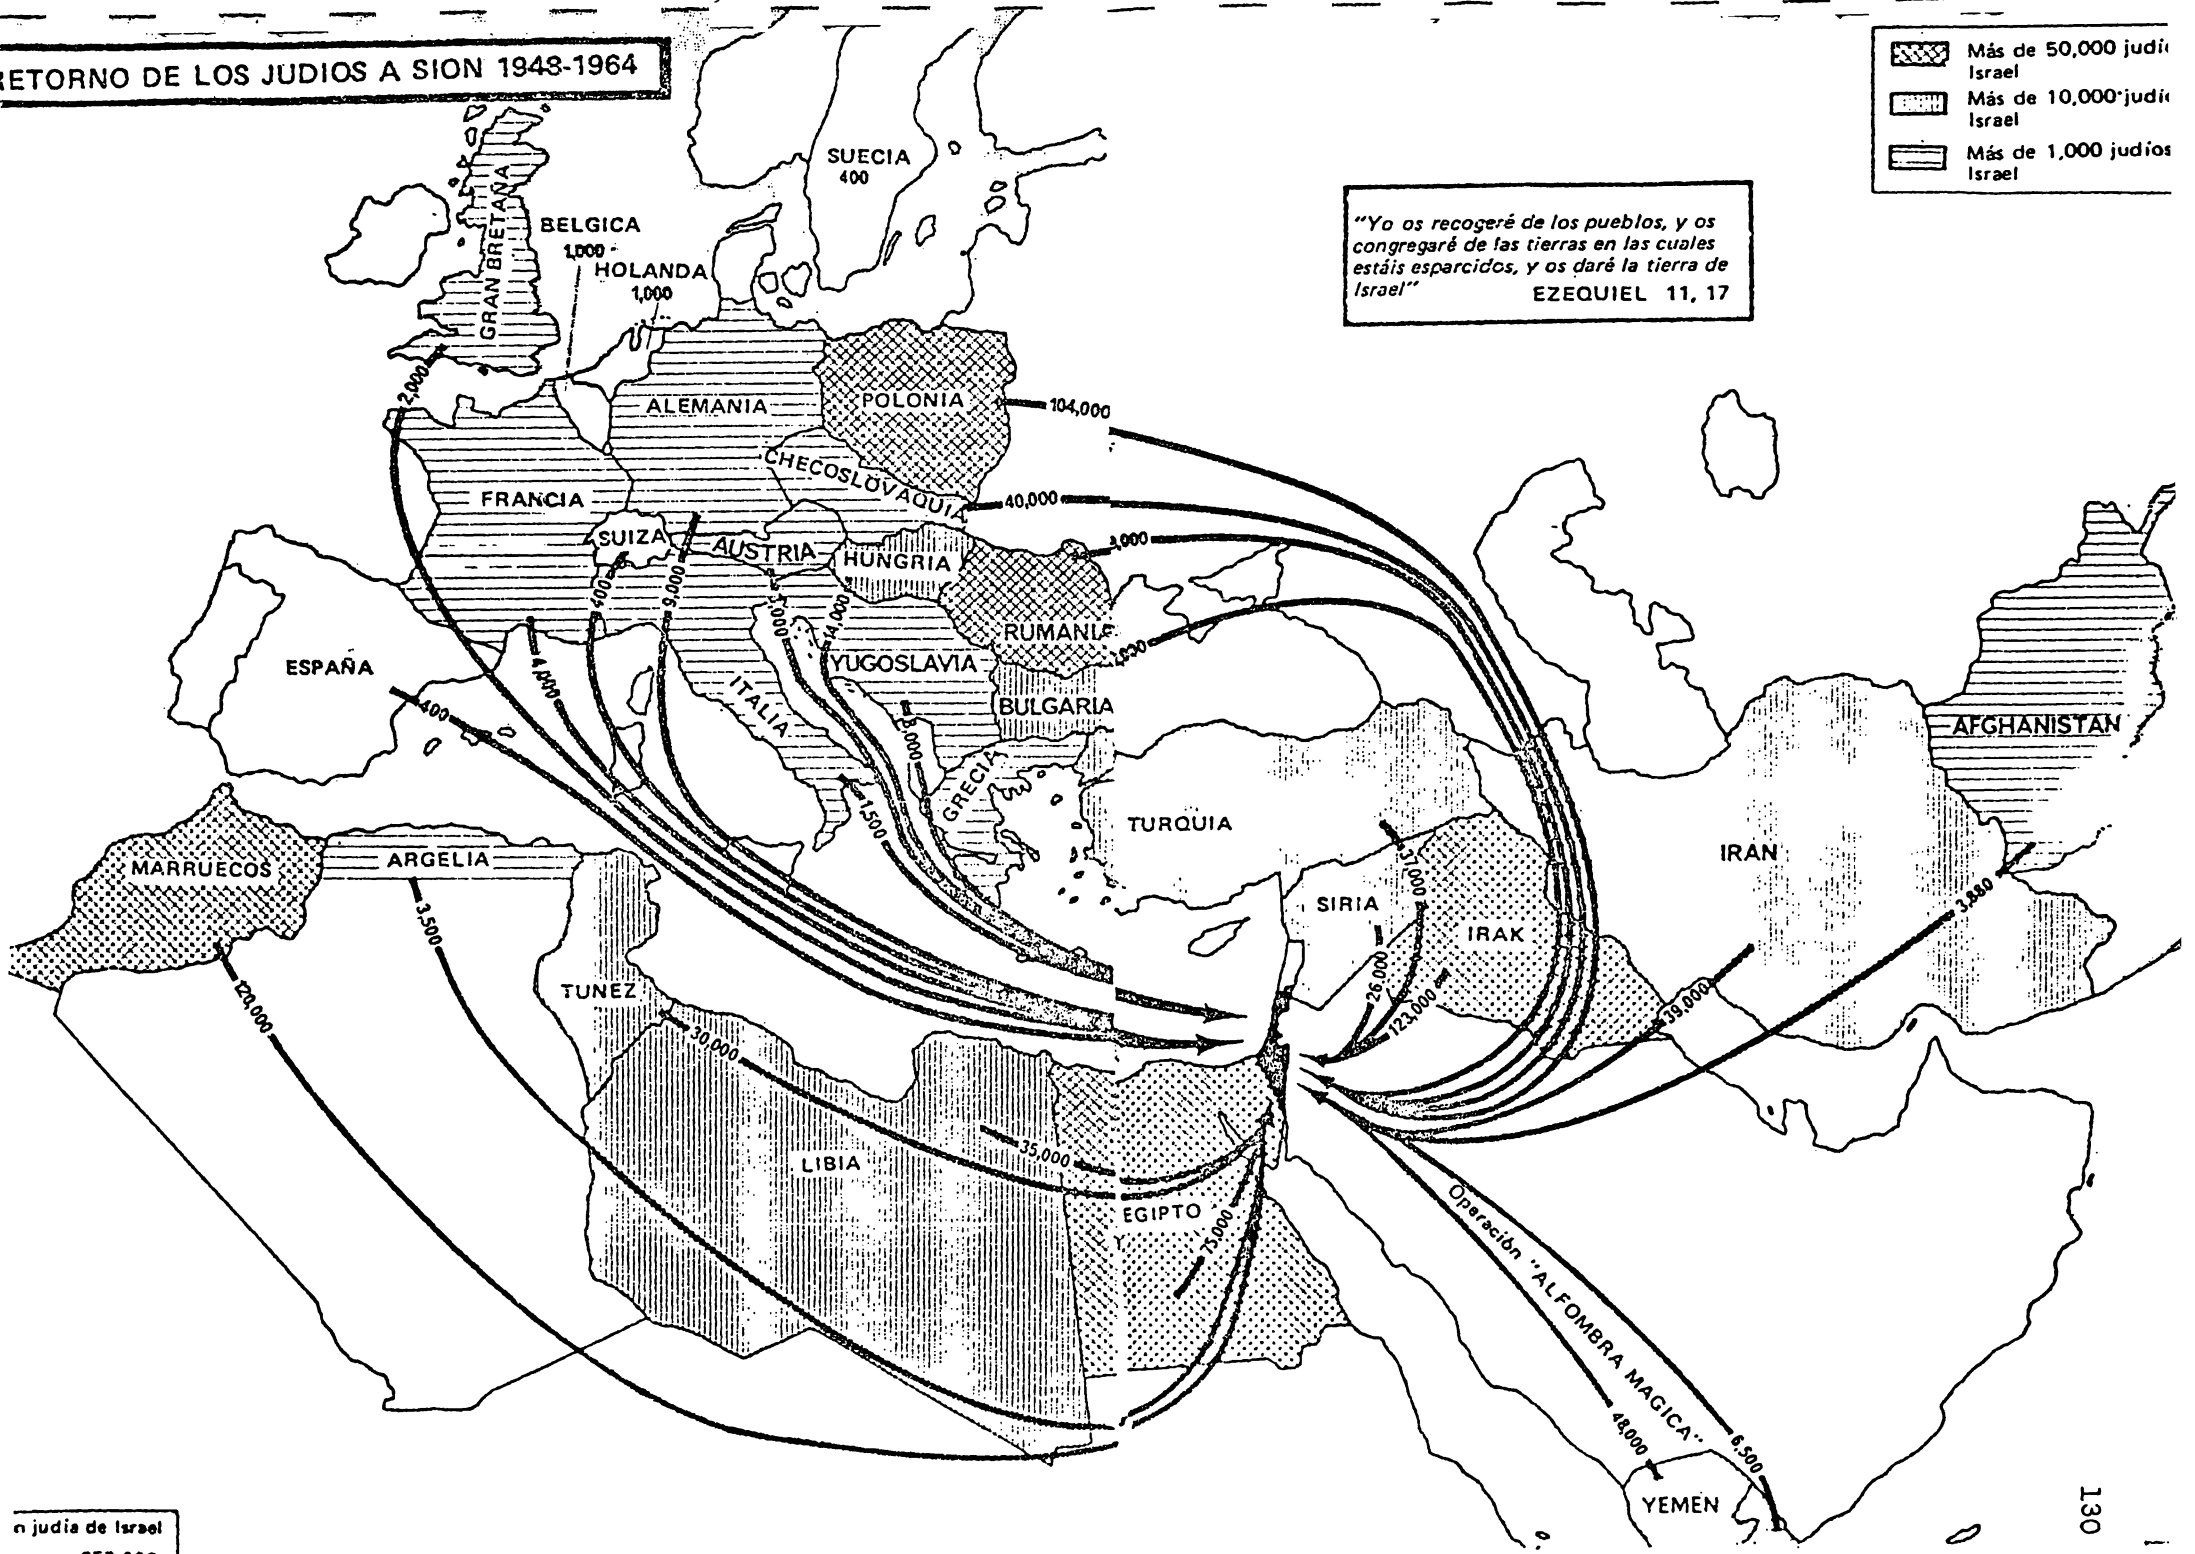 RETORNO DE LOS JUDIOS A SION 1948-1964
Más de 50,000 judí
Israel
Más de 10,000 judí
Israel
Más de 1,000 judíos
Israel
"Yo os recogeré de los pueblos, y os
congregaré de las tierras en las cuales
estáis esparcidos, y os daré la tierra de
Israel"
EZEQUIEL 11, 17
SUECIA
400
GRAN BRETAÑA
2,000
BELGICA
1,000
HOLANDA
1,000
ALEMANIA
POLONIA
104,000
CHECOSLOVAQUIA
40,000
FRANCIA
SUIZA
AUSTRIA
HUNGRIA
,000
400
9,000
14,000
RUMANIA
ESPAÑA
400
4,000
ITALIA
YUGOSLAVIA
BULGARIA
AFGHANISTAN
3,000
GRECIA
1,500
TURQUIA
37,000
IRAN
MARRUECOS
ARGELIA
3,500
SIRIA
IRAK
3,880
26,000
123,000
39,000
TUNEZ
120,000
30,000
LIBIA
35,000
EGIPTO
75,000
Operación "ALFOMBRA MAGICA"
48,000
6,500
YEMEN
130
n judía de Israel